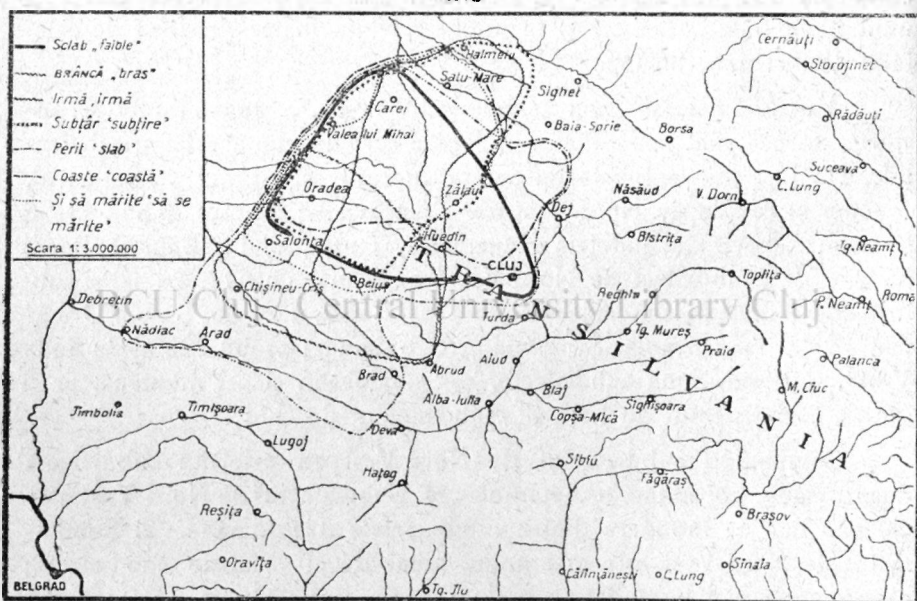 Sclab „faible"
BRÂNCĂ „bras"
Irmă „irmă
Subțâr "subțire"
Perit "slab"
Coaste "coastă"
Și să mărite "să se
mărite"
Scara 1:3.000.000
Halmeiu
Satu-Mare
Sighet
Carei
Valea lui Mihai
Baia-Sprie
Borsa
Cernăuți
Storojineț
Rădăuți
Suceava
C. Lung
V. Dorn
Oradea
Zălău
Dej
Năsăud
Bistrița
Tg. Neamț
Salonta
Huedin
CLUJ
Toplița
Beiuș
Chișineu-Criș
Reghin
P. Neamț
Roma
Debrețin
BCU Cluj / Central University Library Cluj
Turda
Nădlac
Arad
Tg. Mureș
Praid
Palanca
Brad
Abrud
Aiud
TRANSILVANIA
Blaj
Sighișoara
M. Ciuc
Jimbolia
Timișoara
Alba-Iulia
Copșa-Mică
Deva
Lugoj
Hațeg
Sibiu
Făgăraș
Reșița
Brașov
Oravița
Călimănești
C. Lung
Sinaia
BELGRAD
Tg. Jiu